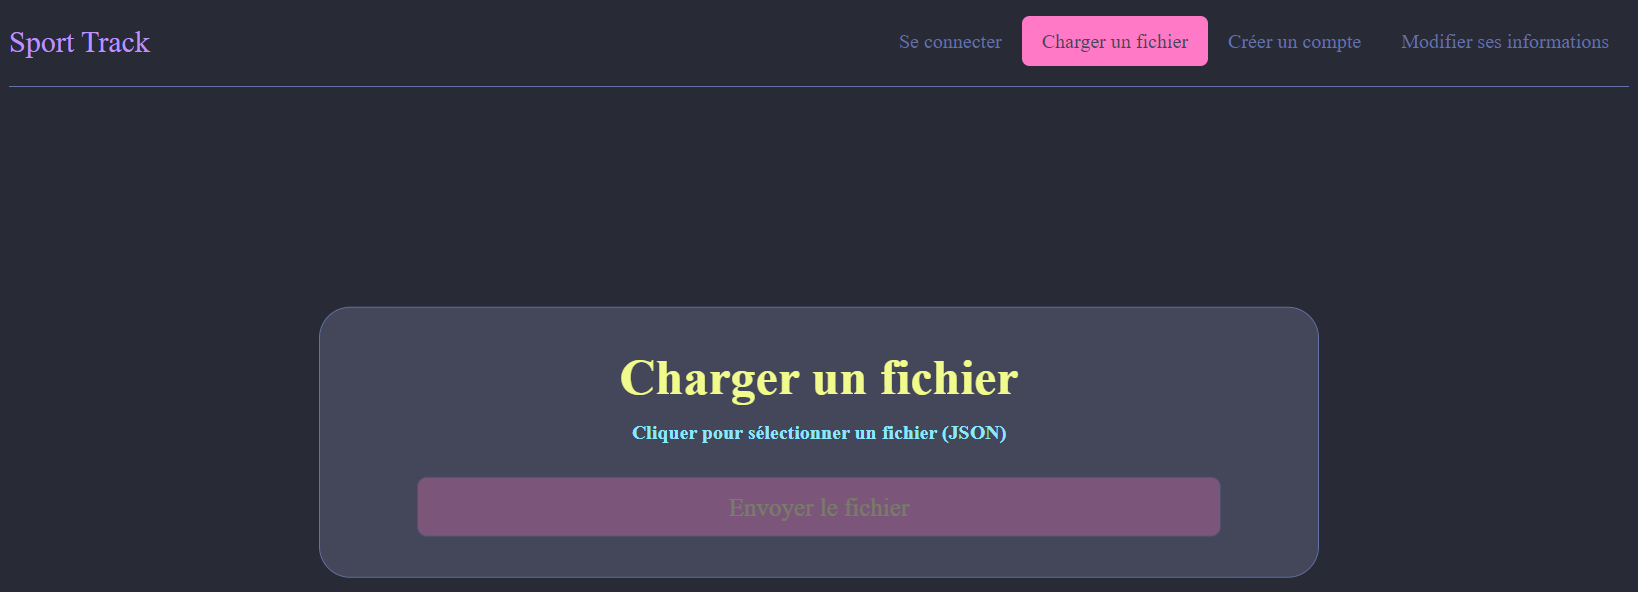 Sport Track
Se connecter
Charger un fichier
Créer un compte
Modifier ses informations
Charger un fichier
Cliquer pour sélectionner un fichier (JSON)
Envoyer le fichier